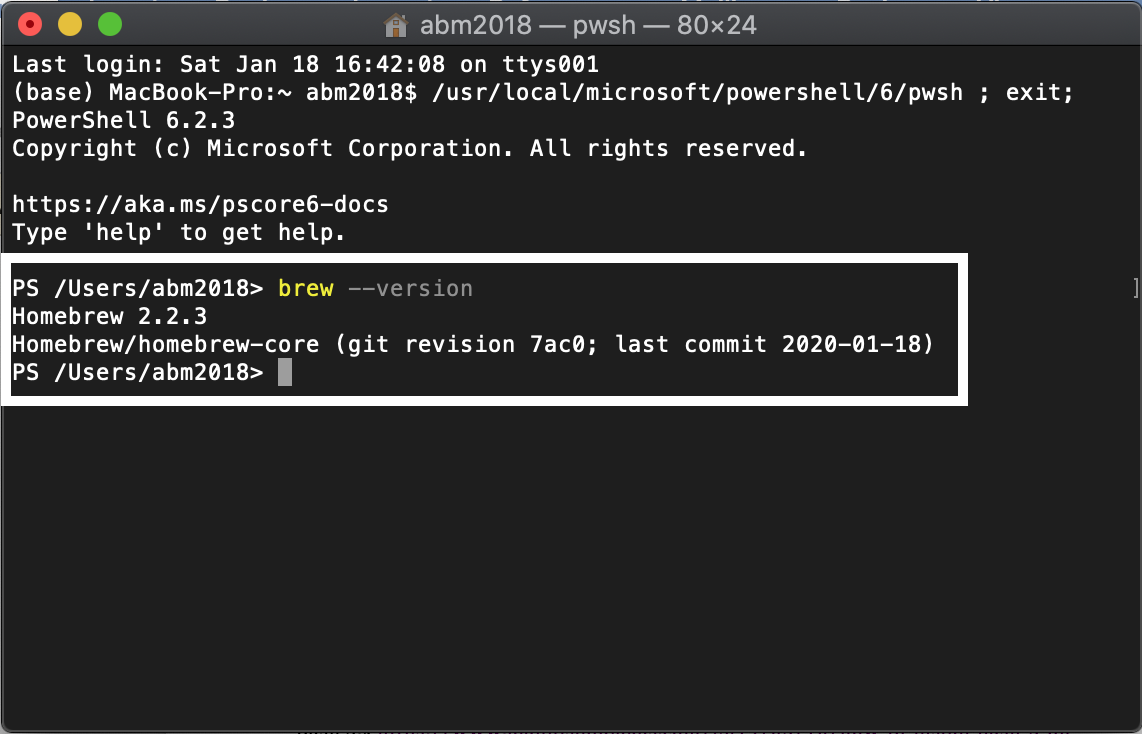 abm2018 — pwsh — 80×24
Last login: Sat Jan 18 16:42:08 on ttys001
(base) MacBook-Pro:~ abm2018$ /usr/local/microsoft/powershell/6/pwsh ; exit;
PowerShell 6.2.3
Copyright (c) Microsoft Corporation. All rights reserved.
https://aka.ms/pscore6-docs
Type 'help' to get help.
PS /Users/abm2018> brew --version
Homebrew 2.2.3
Homebrew/homebrew-core (git revision 7ac0; last commit 2020-01-18)
PS /Users/abm2018>